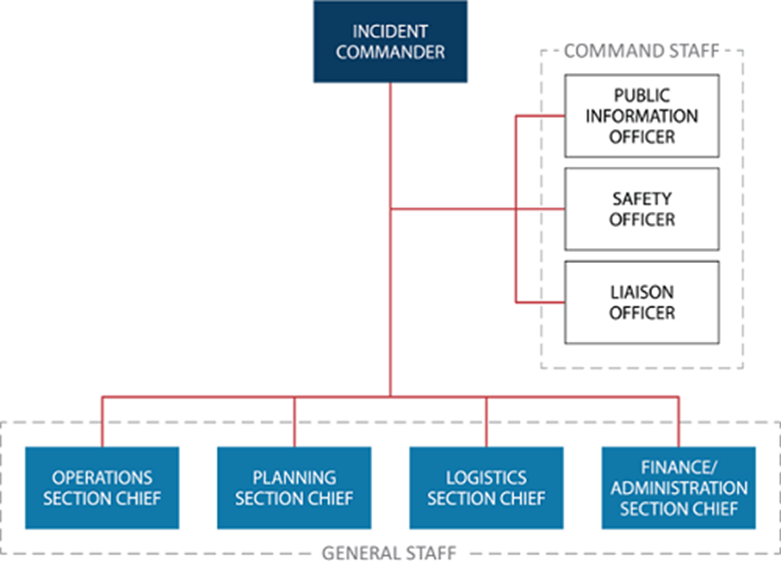 INCIDENT
COMMANDER
COMMAND STAFF
PUBLIC
INFORMATION
OFFICER
SAFETY
OFFICER
LIAISON
OFFICER
OPERATIONS
SECTION CHIEF
PLANNING
SECTION CHIEF
LOGISTICS
SECTION CHIEF
FINANCE/
ADMINISTRATION
SECTION CHIEF
GENERAL STAFF